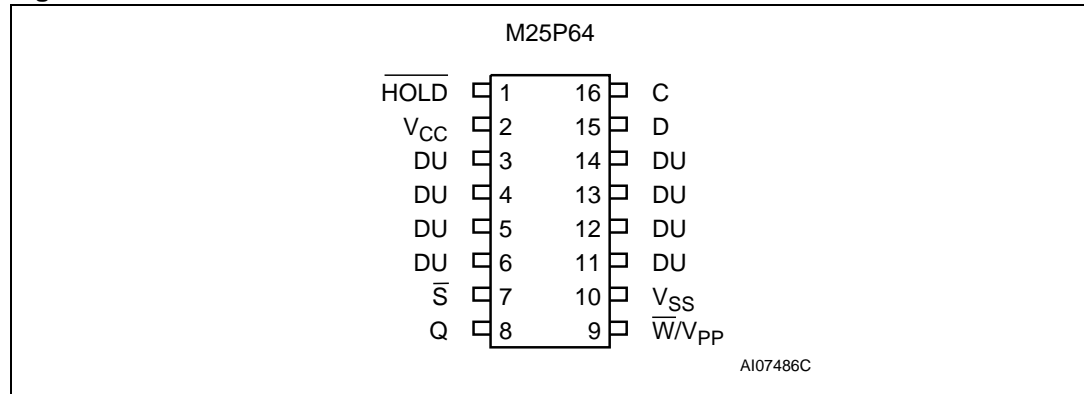 M25P64
HOLD 1 16 C
VCC 2 15 D
DU 3 14 DU
DU 4 13 DU
DU 5 12 DU
DU 6 11 DU
S 7 10 VSS
Q 8 9 W/VPP
AI07486C